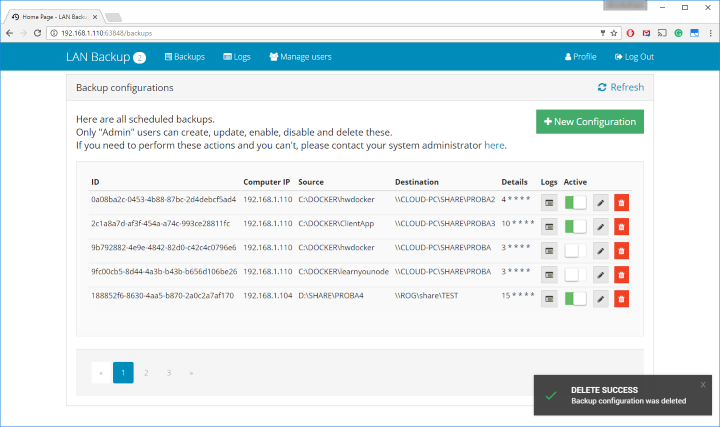 Home Page - LAN Backu
192.168.1.110:63848/backups
LAN Backup 2 Backups Logs Manage users Profile Log Out
Backup configurations Refresh
Here are all scheduled backups.
Only "Admin" users can create, update, enable, disable and delete these.
If you need to perform these actions and you can't, please contact your system administrator here.
New Configuration
ID Computer IP Source Destination Details Logs Active
0a08ba2c-0453-4b88-87bc-2d4debcf5ad4 192.168.1.110 C:\DOCKER\hwdocker \\CLOUD-PC\SHARE\PROBA2 4 * * * *
2c1a8a7d-af3f-454a-a74c-993ce28811fc 192.168.1.110 C:\DOCKER\ClientApp \\CLOUD-PC\SHARE\PROBA3 10 * * * *
9b792882-4e9e-4842-82d0-c42c4c0796e6 192.168.1.110 C:\DOCKER\hwdocker \\CLOUD-PC\SHARE\PROBA 3 * * * *
9fc00cb5-8d44-4a3b-b43b-b656d106be26 192.168.1.110 C:\DOCKER\learnyounode \\CLOUD-PC\SHARE\PROBA 3 * * * *
188852f6-8630-4aa5-b870-2a0c2a7af170 192.168.1.104 D:\SHARE\PROBA4 \\ROG\share\TEST 15 * * * *
« 1 2 3 »
DELETE SUCCESS X
Backup configuration was deleted